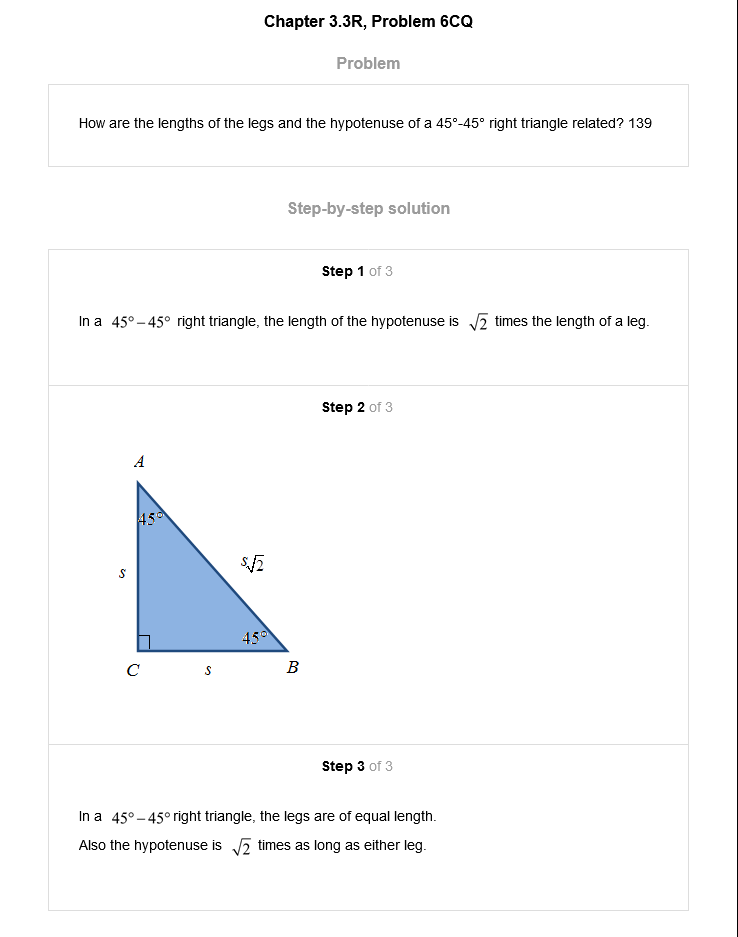 Chapter 3.3R, Problem 6CQ
Problem
How are the lengths of the legs and the hypotenuse of a 45°-45° right triangle related? 139
Step-by-step solution
Step 1 of 3
In a 45° – 45° right triangle, the length of the hypotenuse is √2 times the length of a leg.
Step 2 of 3
A
45°
s
s√2
45°
C
s
B
Step 3 of 3
In a 45° – 45° right triangle, the legs are of equal length.
Also the hypotenuse is √2 times as long as either leg.